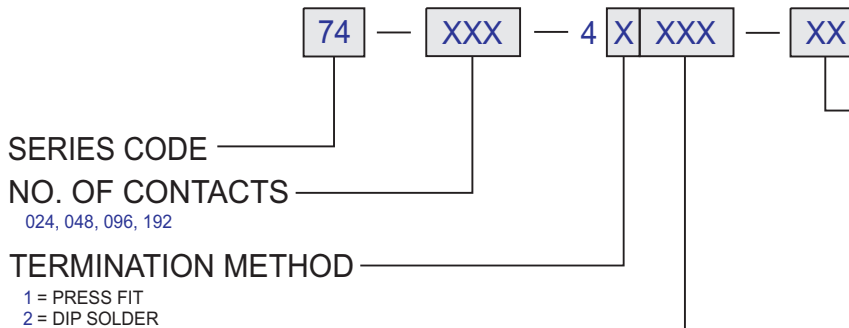 74 — XXX — 4 X XXX — XX
SERIES CODE
NO. OF CONTACTS
024, 048, 096, 192
TERMINATION METHOD
1 = PRESS FIT
2 = DIP SOLDER